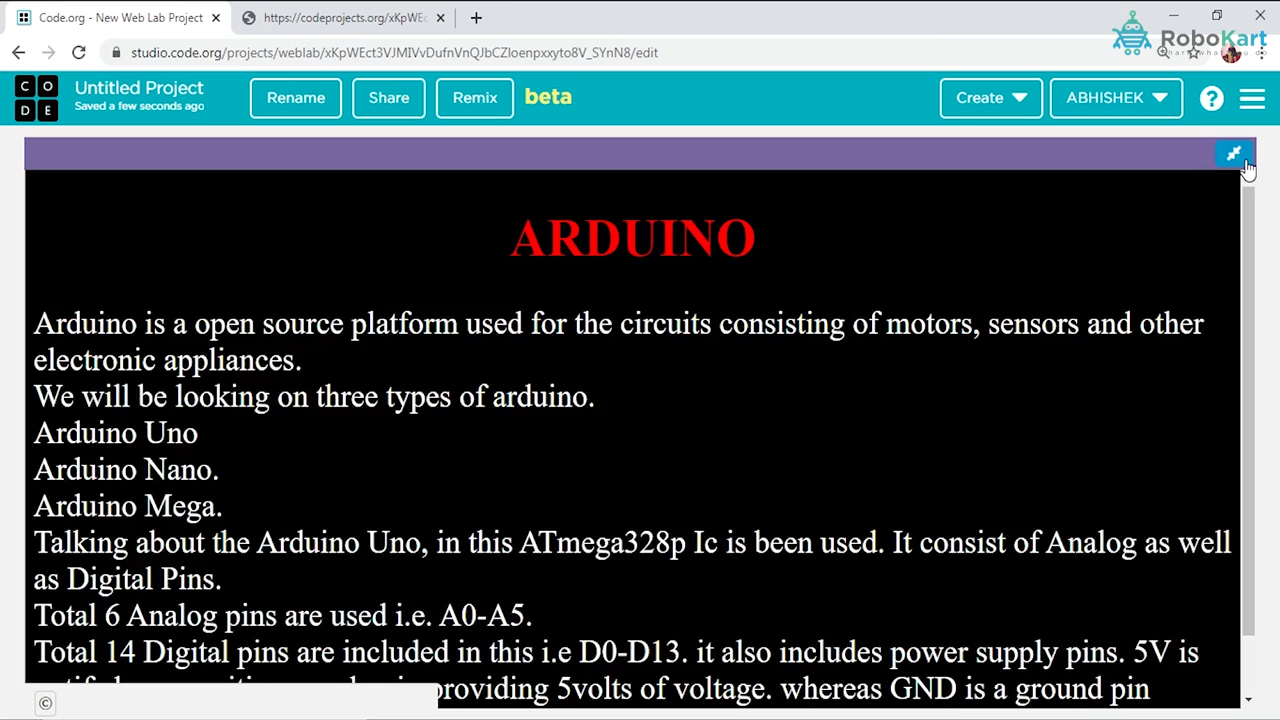 Code.org - New Web Lab Project
https://codeprojects.org/xKpWEc
RoboKart
studio.code.org/projects/weblab/xKpWEct3VJMIVVF
edit
CODE
Untitled Project
Saved a few seconds ago
Rename
Share
Remix
beta
Create
ABHISHEK
?
ARDUINO
Arduino is a open source platform used for the circuits consisting of motors, sensors and other
electronic appliances.
We will be looking on three types of arduino.
Arduino Uno
Arduino Nano.
Arduino Mega.
Talking about the Arduino Uno, in this ATmega328p Ic is been used. It consist of Analog as well
as Digital Pins.
Total 6 Analog pins are used i.e. A0-A5.
Total 14 Digital pins are included in this i.e D0-D13. it also includes power supply pins. 5V is
providing 5volts of voltage. whereas GND is a ground pin
©